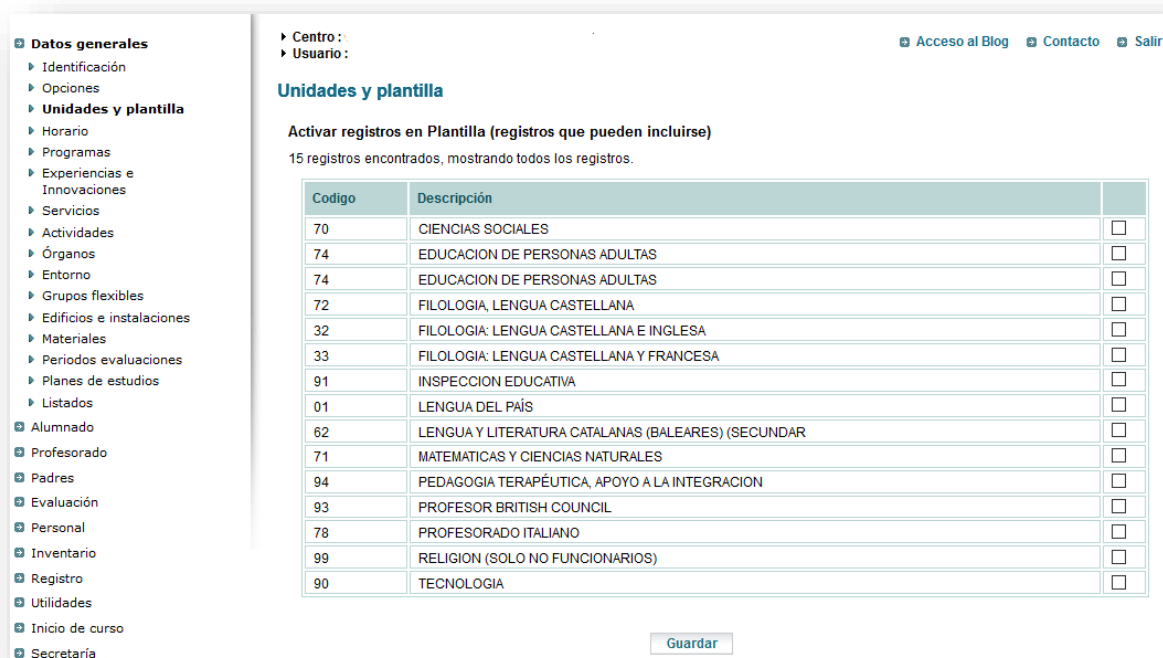 Datos generales
Identificación
Opciones
Unidades y plantilla
Horario
Programas
Experiencias e
Innovaciones
Servicios
Actividades
Órganos
Entorno
Grupos flexibles
Edificios e instalaciones
Materiales
Periodos evaluaciones
Planes de estudios
Listados
Alumnado
Profesorado
Padres
Evaluación
Personal
Inventario
Registro
Utilidades
Inicio de curso
Secretaría
Centro :
Usuario :
Acceso al Blog Contacto Salir
Unidades y plantilla
Activar registros en Plantilla (registros que pueden incluirse)
15 registros encontrados, mostrando todos los registros.
Codigo Descripción
70 CIENCIAS SOCIALES
74 EDUCACION DE PERSONAS ADULTAS
74 EDUCACION DE PERSONAS ADULTAS
72 FILOLOGIA, LENGUA CASTELLANA
32 FILOLOGIA: LENGUA CASTELLANA E INGLESA
33 FILOLOGIA: LENGUA CASTELLANA Y FRANCESA
91 INSPECCION EDUCATIVA
01 LENGUA DEL PAÍS
62 LENGUA Y LITERATURA CATALANAS (BALEARES) (SECUNDAR
71 MATEMATICAS Y CIENCIAS NATURALES
94 PEDAGOGIA TERAPÉUTICA, APOYO A LA INTEGRACION
93 PROFESOR BRITISH COUNCIL
78 PROFESORADO ITALIANO
99 RELIGION (SOLO NO FUNCIONARIOS)
90 TECNOLOGIA
Guardar